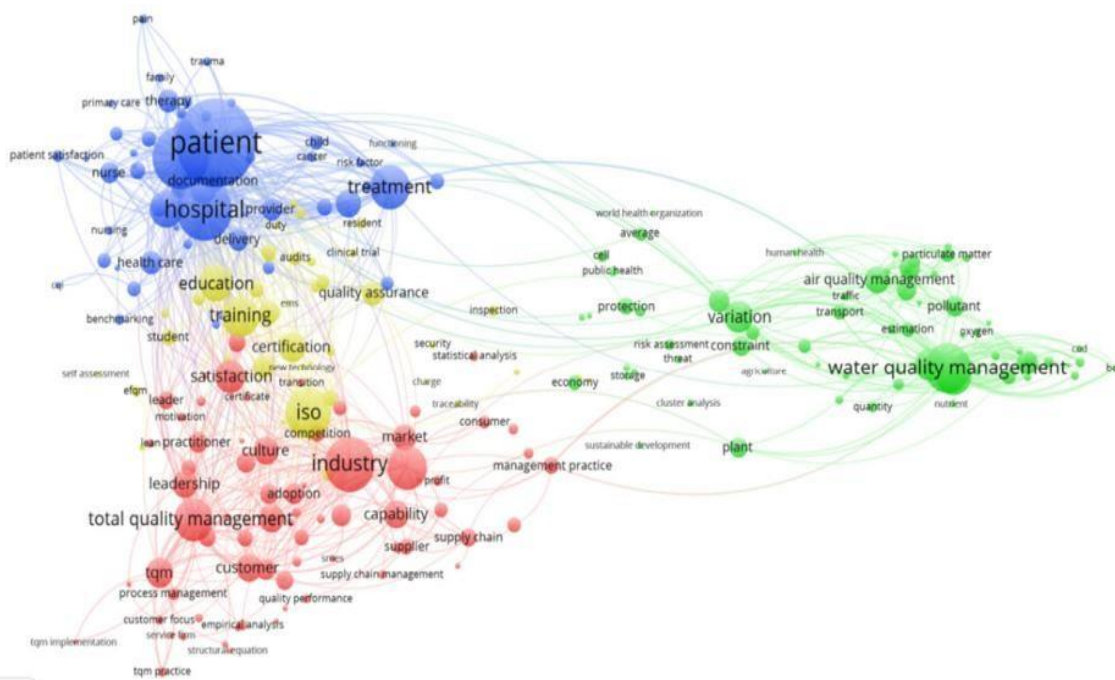 pain
trauma
family
primary care
therapy
patient
child
functioning
patient satisfaction
cancer
risk factor
nurse
documentation
treatment
hospital
provider
world health organization
duty
resident
nursing
average
delivery
audits
clinical trial
human health
particulate matter
cell
health care
public health
air quality management
education
quality assurance
traffic
ems
protection
transport
pollutant
benchmarking
training
inspection
variation
estimation
oxygen
student
certification
security
risk assessment
constraint
statistical analysis
threat
cod
new technology
water quality management
self assessment
satisfaction
transition
charge
economy
storage
agriculture
efqm
leader
certificate
traceability
cluster analysis
quantity
nutrient
motivation
iso
consumer
competition
lean
practitioner
culture
market
sustainable development
plant
industry
management practice
leadership
profit
adoption
total quality management
capability
supply chain
supplier
smes
tqm
customer
supply chain management
process management
quality performance
customer focus
empirical analysis
service firms
tqm implementation
structural equation
tqm practice